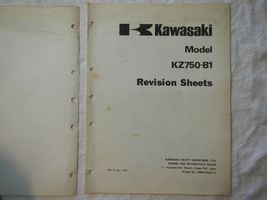 Kawasaki
Model
KZ750-B1
Revision Sheets
KAWASAKI HEAVY INDUSTRIES, LTD.
ENGINE AND MOTORCYCLE GROUP